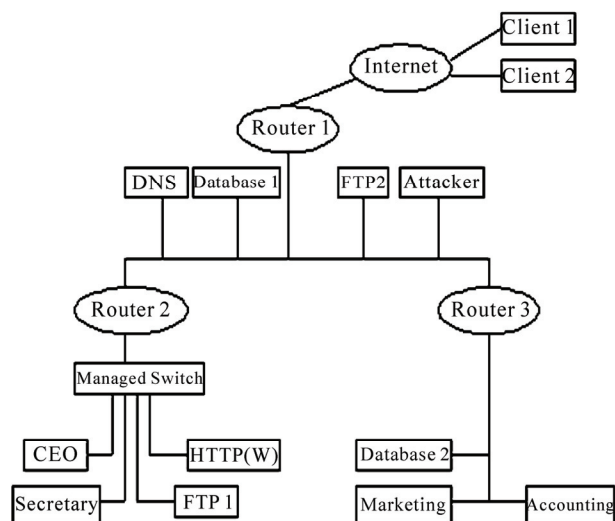 Client 1
Internet
Client 2
Router 1
DNS
Database 1
FTP2
Attacker
Router 2
Router 3
Managed Switch
CEO
HTTP(W)
Database 2
Secretary
FTP 1
Marketing
Accounting